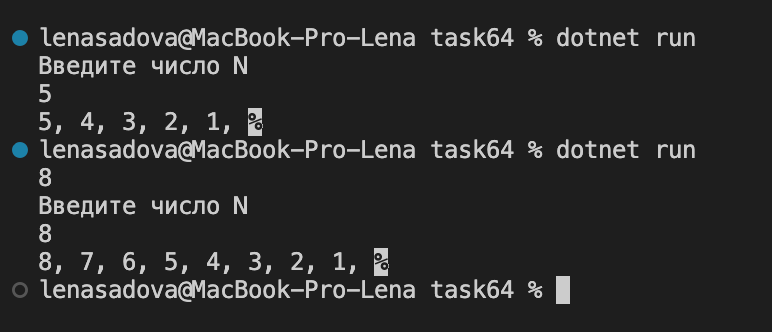 lenasadova@MacBook-Pro-Lena task64 % dotnet run
Введите число N
5
5, 4, 3, 2, 1, %
lenasadova@MacBook-Pro-Lena task64 % dotnet run
8
Введите число N
8
8, 7, 6, 5, 4, 3, 2, 1, %
lenasadova@MacBook-Pro-Lena task64 %